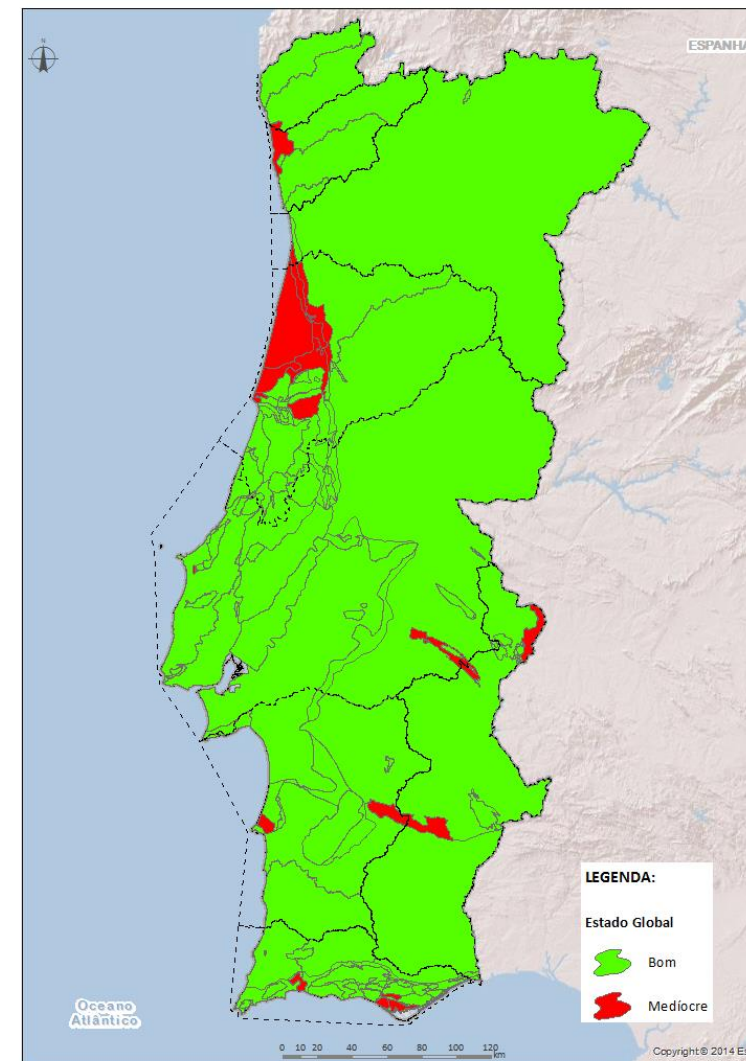 N
ESPANHA
LEGENDA:
Estado Global
Bom
Medíocre
Oceano
Atlântico
0 10 20 40 60 80 100 120
km
Copyright© 2014 Es